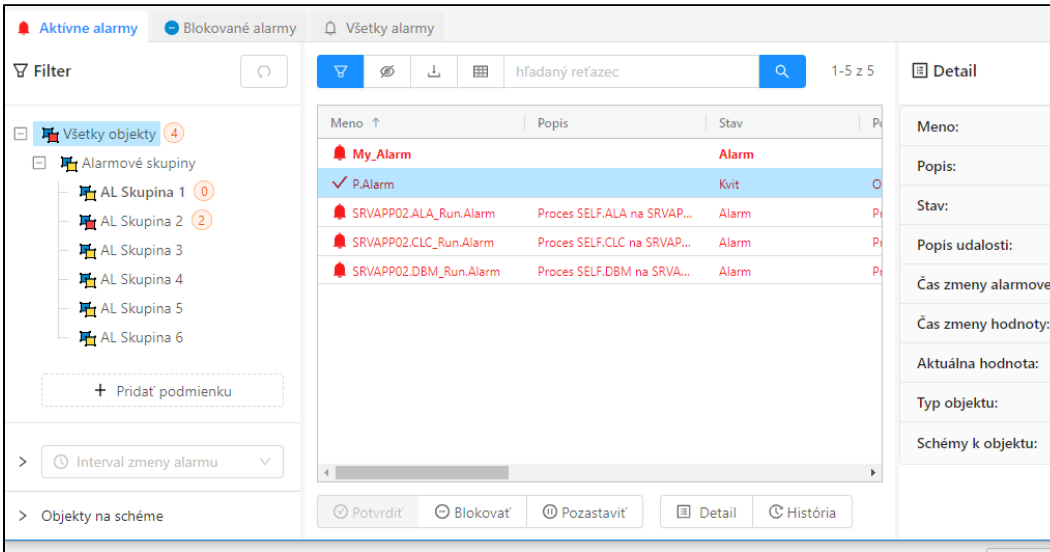 Aktívne alarmy Blokované alarmy Všetky alarmy
Filter
Všetky objekty 4
Alarmové skupiny
AL Skupina 1 0
AL Skupina 2 2
AL Skupina 3
AL Skupina 4
AL Skupina 5
AL Skupina 6
+ Pridať podmienku
Interval zmeny alarmu
Objekty na schéme
hľadaný reťazec 1-5 z 5
Meno ↑ Popis Stav
My_Alarm Alarm
P.Alarm Kvit
SRVAPP02.ALA_Run.Alarm Proces SELF.ALA na SRVAP... Alarm
SRVAPP02.CLC_Run.Alarm Proces SELF.CLC na SRVAP... Alarm
SRVAPP02.DBM_Run.Alarm Proces SELF.DBM na SRVA... Alarm
Potvrdiť Blokovať Pozastaviť Detail História
Detail
Meno:
Popis:
Stav:
Popis udalosti:
Čas zmeny alarmove
Čas zmeny hodnoty:
Aktuálna hodnota:
Typ objektu:
Schémy k objektu: